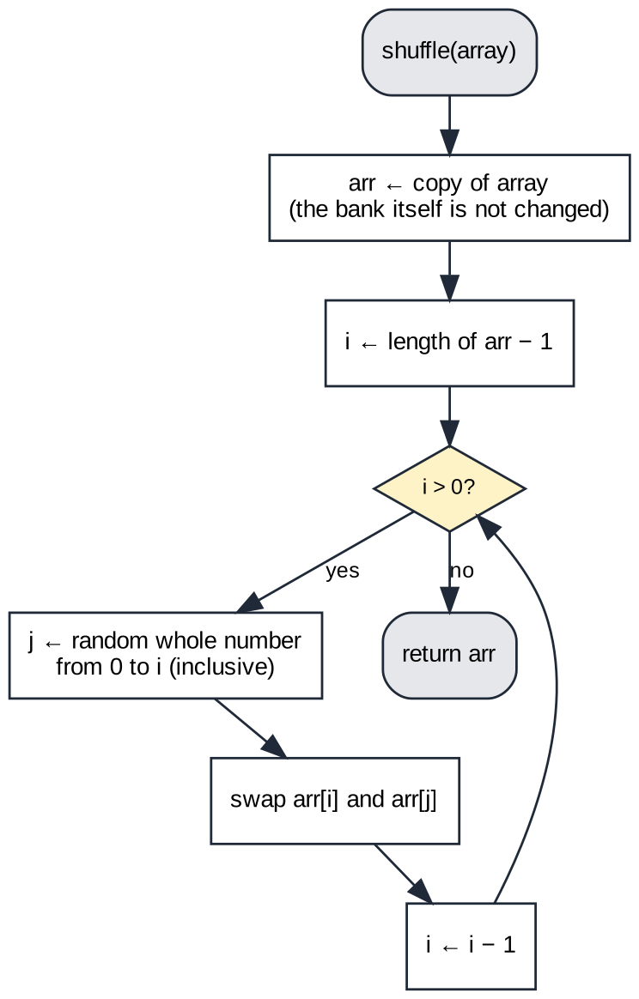 shuffle(array)
arr ← copy of array
(the bank itself is not changed)
i ← length of arr − 1
i > 0?
yes
no
j ← random whole number
from 0 to i (inclusive)
return arr
swap arr[i] and arr[j]
i ← i − 1